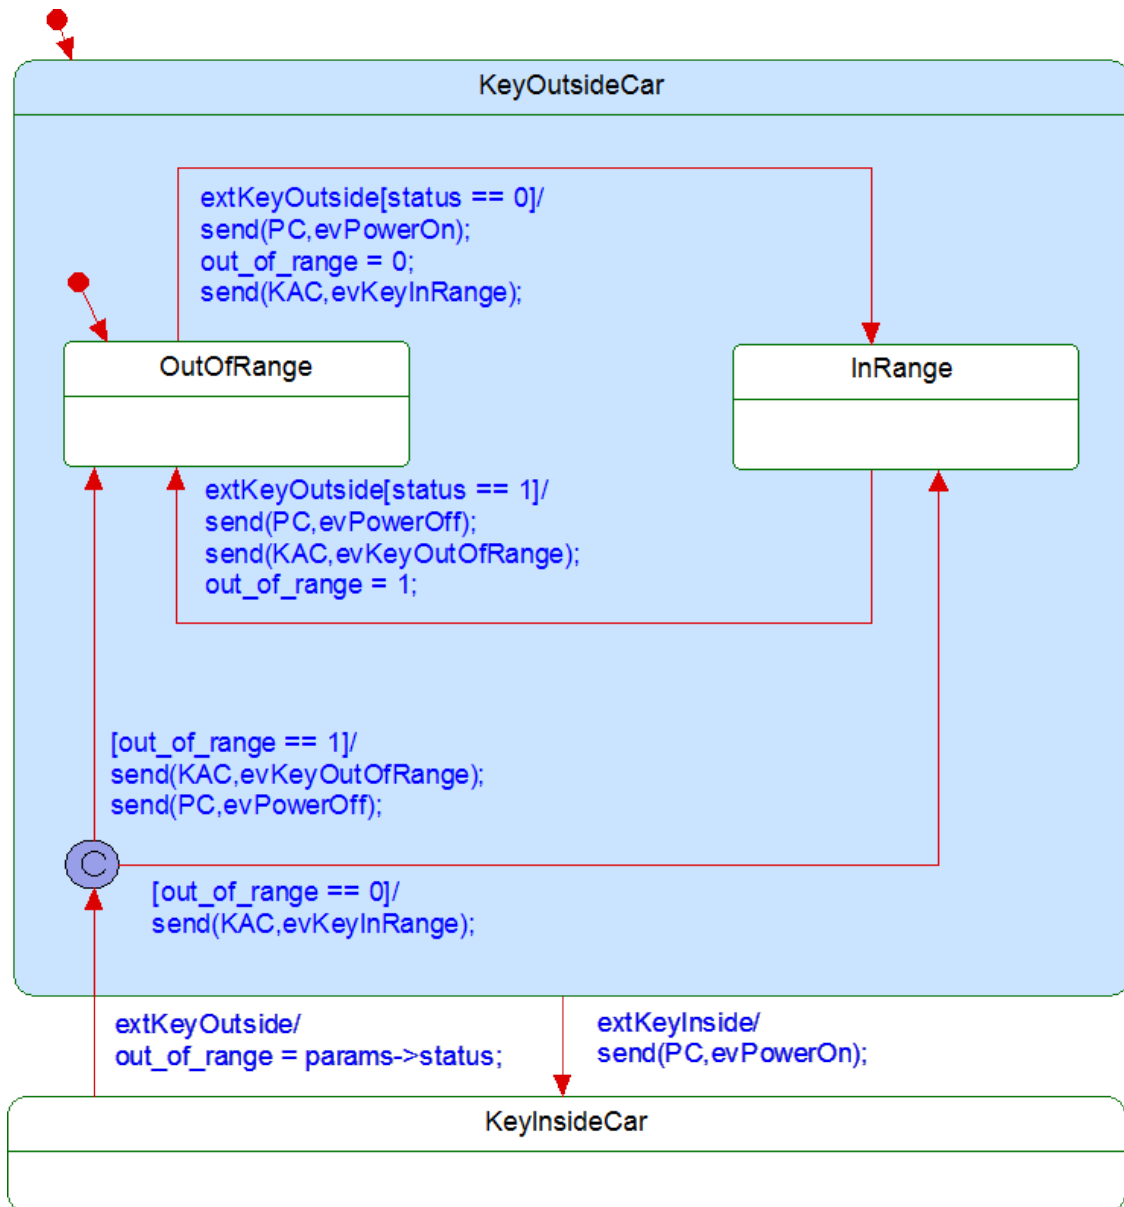 KeyOutsideCar
extKeyOutside[status == 0]/
send(PC,evPowerOn);
out_of_range = 0;
send(KAC,evKeyInRange);
OutOfRange
InRange
extKeyOutside[status == 1]/
send(PC,evPowerOff);
send(KAC,evKeyOutOfRange);
out_of_range = 1;
[out_of_range == 1]/
send(KAC,evKeyOutOfRange);
send(PC,evPowerOff);
C
[out_of_range == 0]/
send(KAC,evKeyInRange);
extKeyOutside/
out_of_range = params->status;
extKeyInside/
send(PC,evPowerOn);
KeyInsideCar